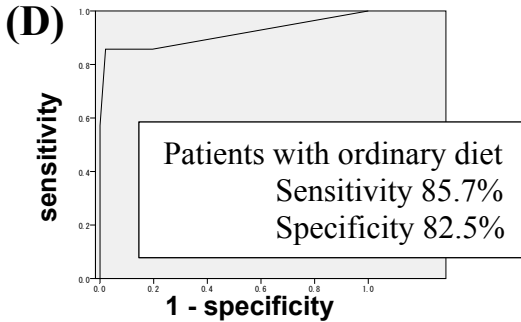 (D)
1.0
0.8
0.6
0.4
0.2
0.0
sensitivity
Patients with ordinary diet
Sensitivity 85.7%
Specificity 82.5%
0.0 0.2 0.4 0.6 0.8 1.0
1 - specificity